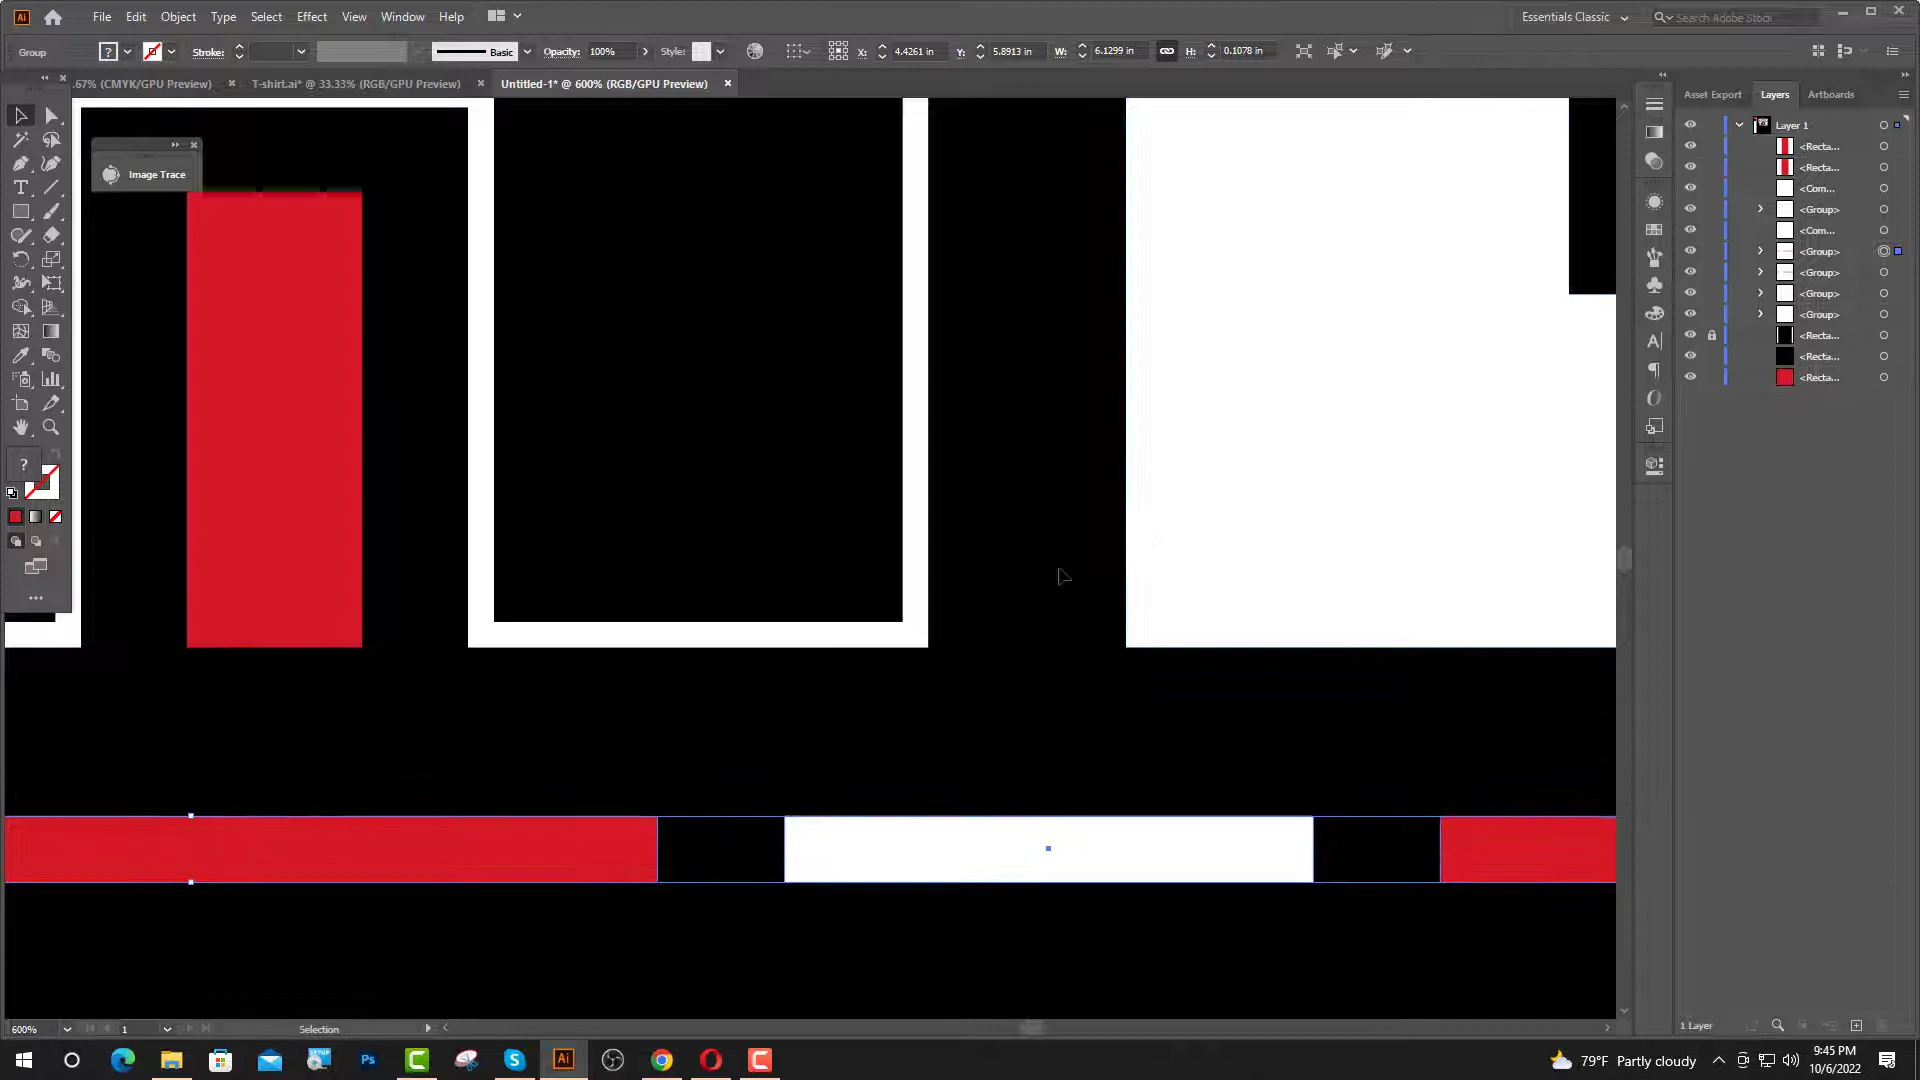 Ai File Edit Object Type Select Effect View Window Help Essentials Classic Search Adobe Stock
Group ? Stroke: Basic Opacity: 100% Style: X: 4.4261 in Y: 5.8913 in W: 6.1299 in H: 0.1078 in
.67% (CMYK/GPU Preview) × T-shirt.ai* @ 33.33% (RGB/GPU Preview) × Untitled-1* @ 600% (RGB/GPU Preview) ×
Asset Export Layers Artboards
Layer 1
<Recta...
<Recta...
<Com...
<Group>
<Com...
<Group>
<Group>
<Group>
<Group>
<Recta...
<Recta...
<Recta...
Image Trace
?
600% 1 Selection
1 Layer
Ps Ai 79°F Partly cloudy 9:45 PM
10/6/2022